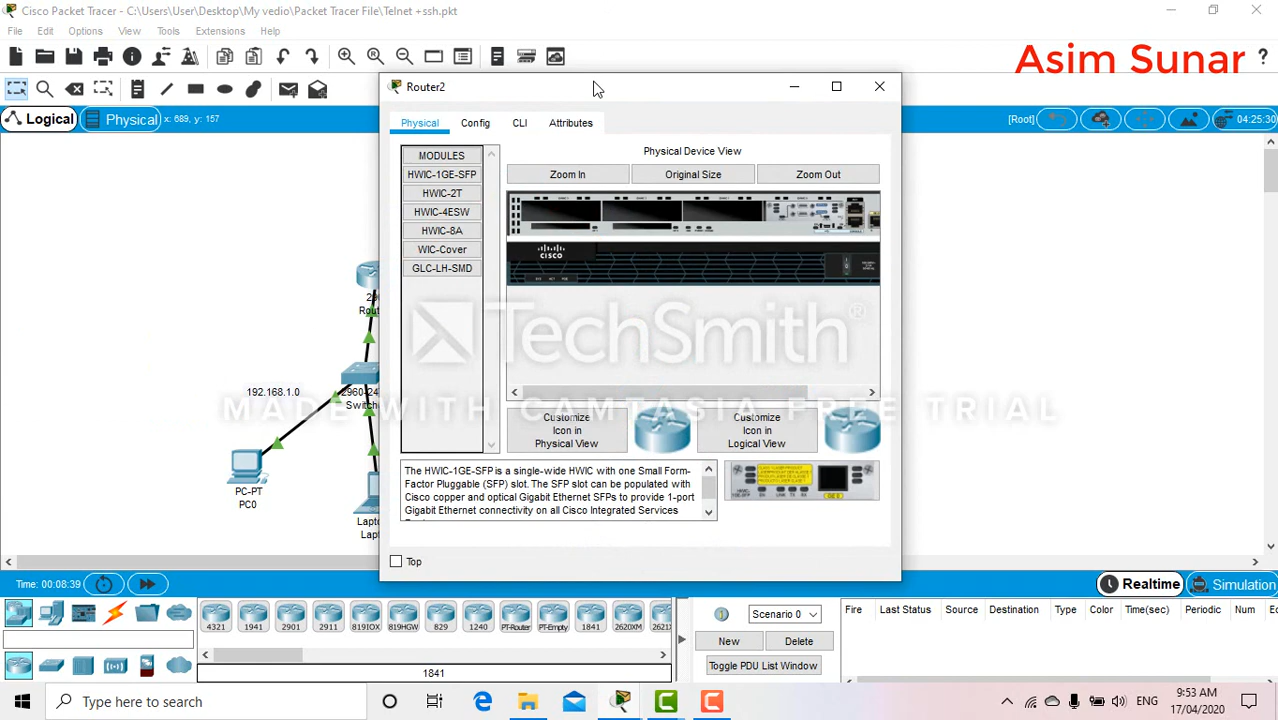 Cisco Packet Tracer - C:\Users\User\Desktop\My vedio\Packet Tracer File\Telnet +ssh.pkt
File Edit Options View Tools Extensions Help
Asim Sunar
Logical Physical x: 689, y: 157 [Root] 04:25:30
Router2
Physical Config CLI Attributes
MODULES
HWIC-1GE-SFP
HWIC-2T
HWIC-4ESW
HWIC-8A
WIC-Cover
GLC-LH-SMD
Physical Device View
Zoom In Original Size Zoom Out
CISCO
TechSmith®
MADE WITH CAMTASIA FREE TRIAL
192.168.1.0
PC-PT
PC0
Customize
Icon in
Physical View
Customize
Icon in
Logical View
The HWIC-1GE-SFP is a single-wide HWIC with one Small Form-
Factor Pluggable (SFP) slot. The SFP slot can be populated with
Cisco copper and optical Gigabit Ethernet SFPs to provide 1-port
Gigabit Ethernet connectivity on all Cisco Integrated Services
Top
Time: 00:08:39 Realtime Simulation
4321 1941 2901 2911 819IOX 819HGW 829 1240 PT-Router PT-Empty 1841 2620XM
1841
Scenario 0
New Delete
Toggle PDU List Window
Fire Last Status Source Destination Type Color Time(sec) Periodic Num
Type here to search
ENG
9:53 AM
17/04/2020